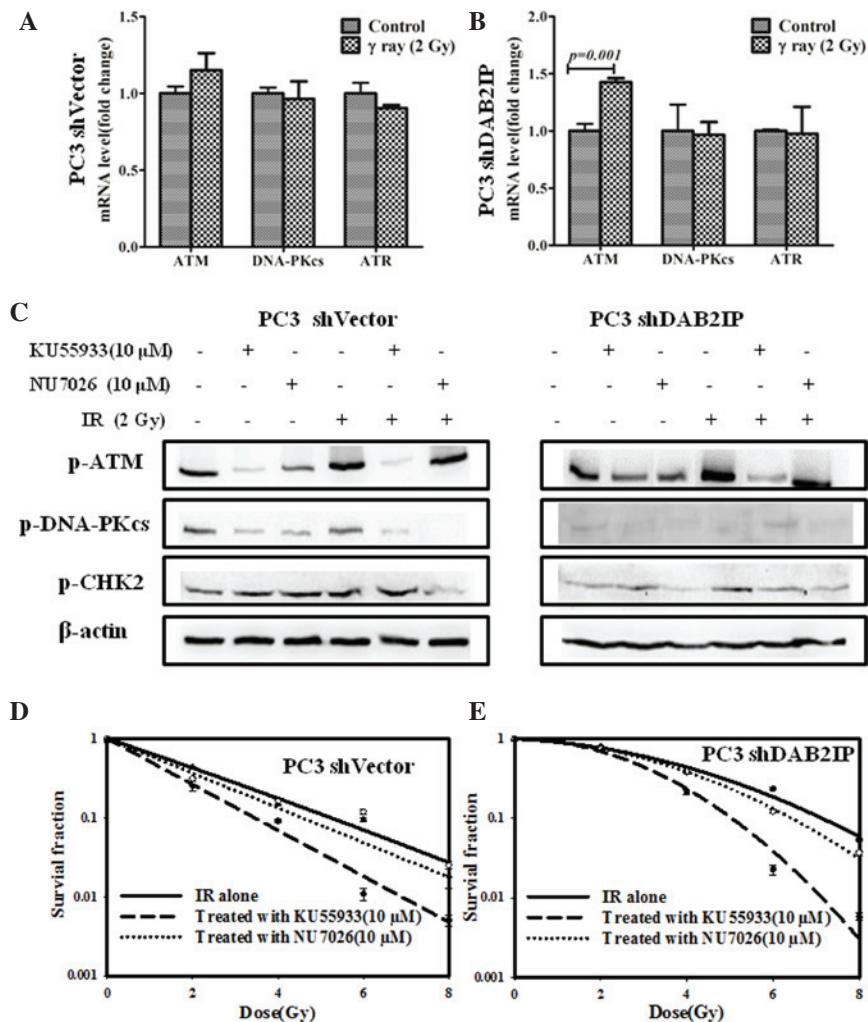 A
PC3 shVector
mRNA level(fold change)
1.5
1.0
0.5
0.0
Control
γ ray (2 Gy)
ATM
DNA-PKcs
ATR
B
PC3 shDAB2IP
mRNA level(fold change)
2.0
1.5
1.0
0.5
0.0
p=0.001
Control
γ ray (2 Gy)
ATM
DNA-PKcs
ATR
C
PC3 shVector
PC3 shDAB2IP
KU55933(10 μM) - + - - + - - + - - + -
NU7026 (10 μM) - - + - - + - - + - - +
IR (2 Gy) - - - + + + - - - + + +
p-ATM
p-DNA-PKcs
p-CHK2
β-actin
D
PC3 shVector
Survial fraction
1
0.1
0.01
0.001
IR alone
Treated with KU55933(10 μM)
Treated with NU7026(10 μM)
0 2 4 6 8
Dose(Gy)
E
PC3 shDAB2IP
Survial fraction
1
0.1
0.01
0.001
IR alone
Treated with KU55933(10 μM)
Treated with NU7026(10 μM)
0 2 4 6 8
Dose(Gy)